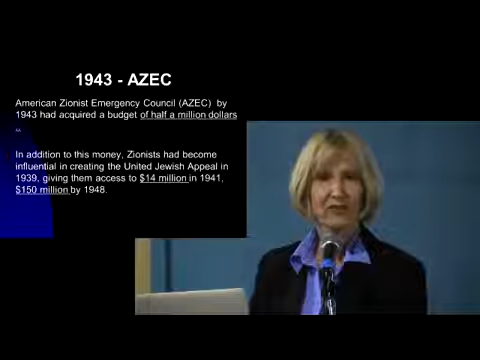 1943 - AZEC
American Zionist Emergency Council (AZEC) by
1943 had acquired a budget of half a million dollars
In addition to this money, Zionists had become
influential in creating the United Jewish Appeal in
1939, giving them access to $14 million in 1941,
$150 million by 1948.